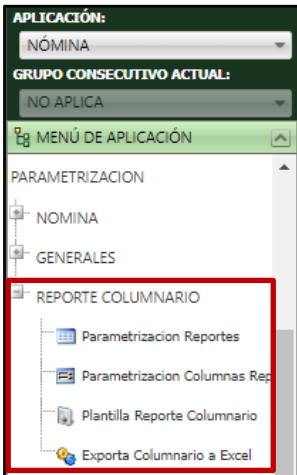 APLICACIÓN:
NÓMINA
GRUPO CONSECUTIVO ACTUAL:
NO APLICA
MENÚ DE APLICACIÓN
PARAMETRIZACION
NOMINA
GENERALES
REPORTE COLUMNARIO
Parametrizacion Reportes
Parametrizacion Columnas Rep
Plantilla Reporte Columnario
Exporta Columnario a Excel